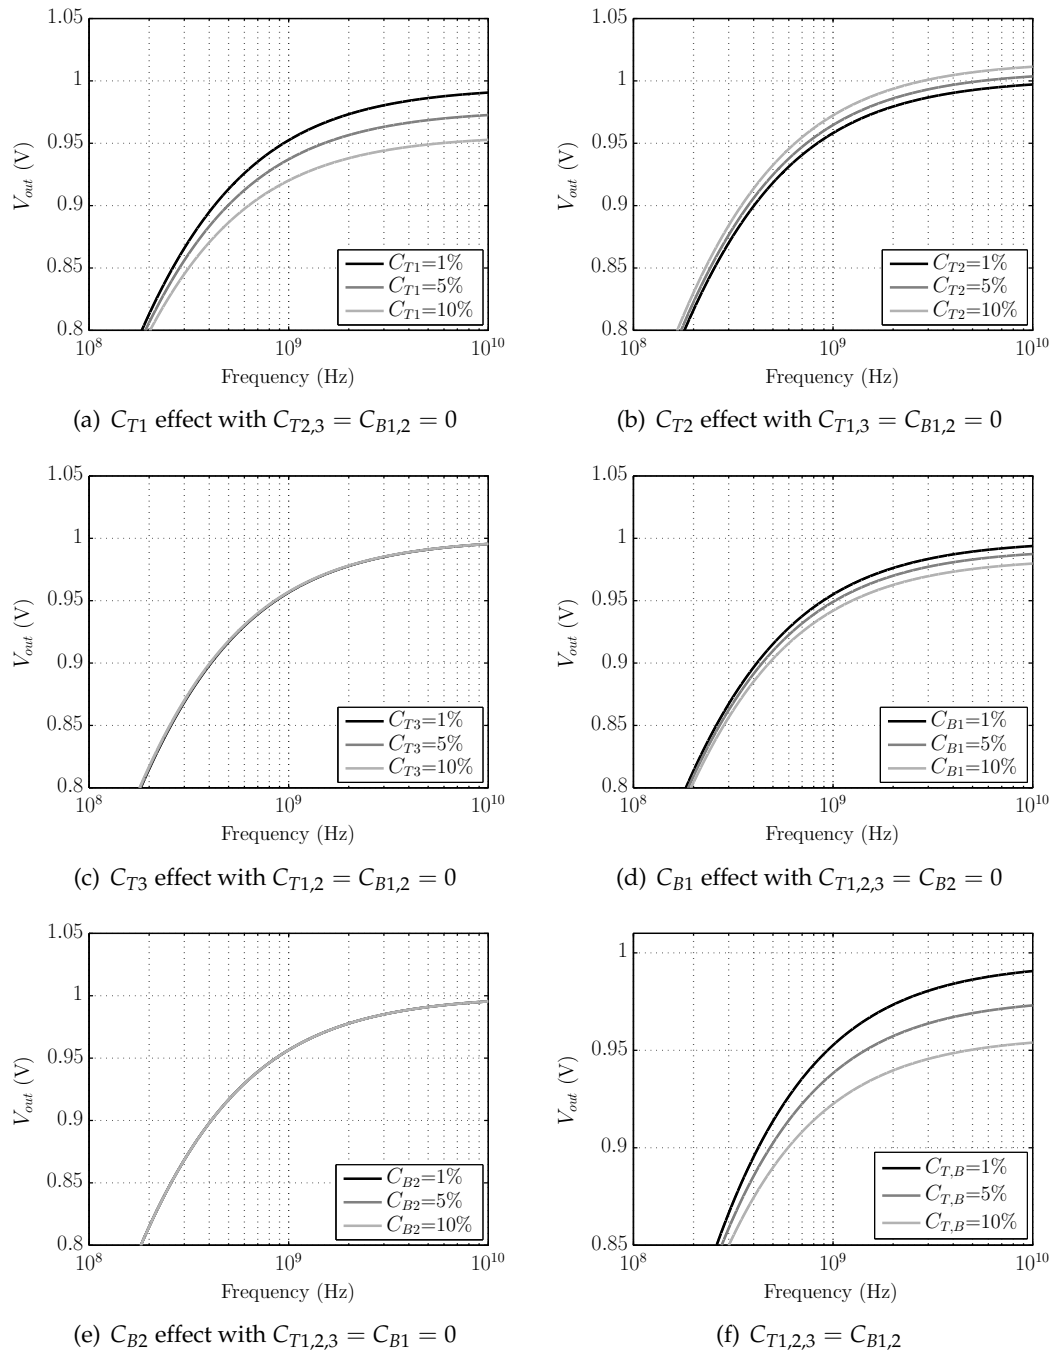 1.05
1
0.95
0.9
0.85
0.8
V_out (V)
C_T1=1%
C_T1=5%
C_T1=10%
10^8
10^9
10^10
Frequency (Hz)
(a) C_T1 effect with C_T2,3 = C_B1,2 = 0
1.05
1
0.95
0.9
0.85
0.8
V_out (V)
C_T2=1%
C_T2=5%
C_T2=10%
10^8
10^9
10^10
Frequency (Hz)
(b) C_T2 effect with C_T1,3 = C_B1,2 = 0
1.05
1
0.95
0.9
0.85
0.8
V_out (V)
C_T3=1%
C_T3=5%
C_T3=10%
10^8
10^9
10^10
Frequency (Hz)
(c) C_T3 effect with C_T1,2 = C_B1,2 = 0
1.05
1
0.95
0.9
0.85
0.8
V_out (V)
C_B1=1%
C_B1=5%
C_B1=10%
10^8
10^9
10^10
Frequency (Hz)
(d) C_B1 effect with C_T1,2,3 = C_B2 = 0
1.05
1
0.95
0.9
0.85
0.8
V_out (V)
C_B2=1%
C_B2=5%
C_B2=10%
10^8
10^9
10^10
Frequency (Hz)
(e) C_B2 effect with C_T1,2,3 = C_B1 = 0
1
0.95
0.9
0.85
V_out (V)
C_T,B=1%
C_T,B=5%
C_T,B=10%
10^8
10^9
10^10
Frequency (Hz)
(f) C_T1,2,3 = C_B1,2